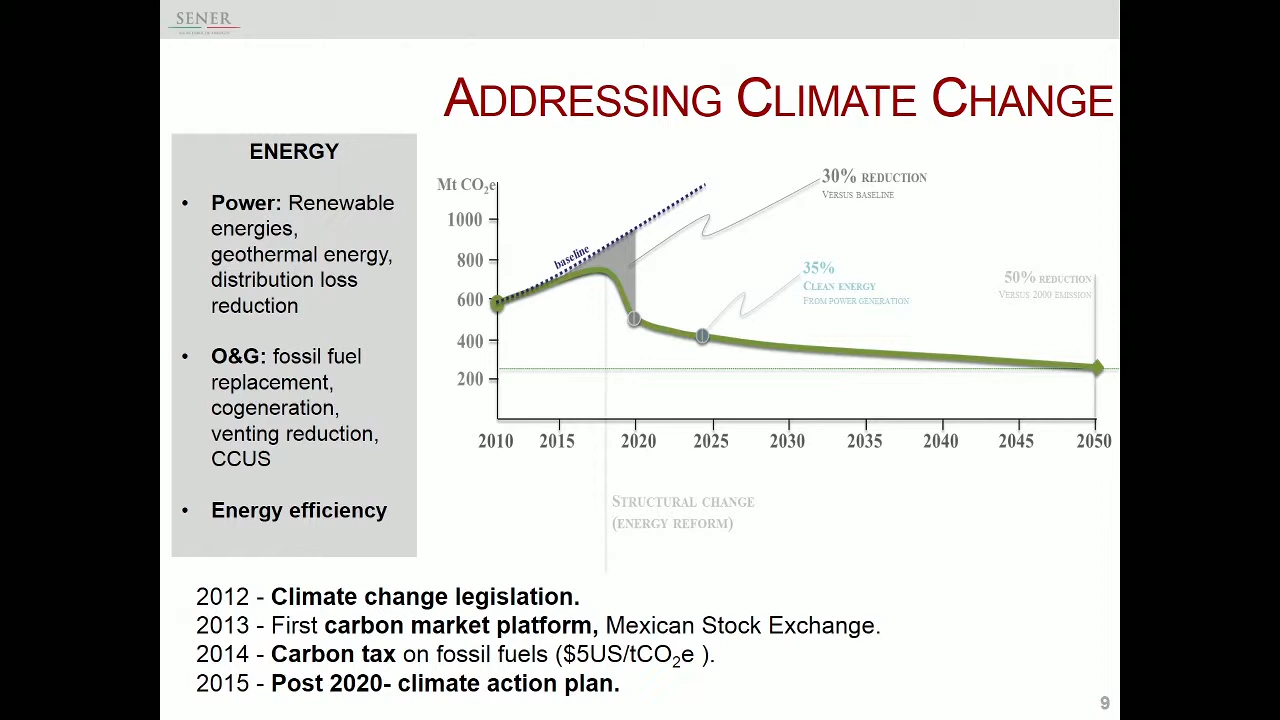 SENER
ADDRESSING CLIMATE CHANGE
ENERGY
• Power: Renewable
energies,
geothermal energy,
distribution loss
reduction
• O&G: fossil fuel
replacement,
cogeneration,
venting reduction,
CCUS
• Energy efficiency
Mt CO₂e
1000
800
600
400
200
baseline
30% REDUCTION
VERSUS BASELINE
35%
CLEAN ENERGY
FROM POWER GENERATION
50% REDUCTION
VERSUS 2000 EMISSION
2010 2015 2020 2025 2030 2035 2040 2045 2050
STRUCTURAL CHANGE
(ENERGY REFORM)
2012 - Climate change legislation.
2013 - First carbon market platform, Mexican Stock Exchange.
2014 - Carbon tax on fossil fuels ($5US/tCO₂e ).
2015 - Post 2020- climate action plan.
9